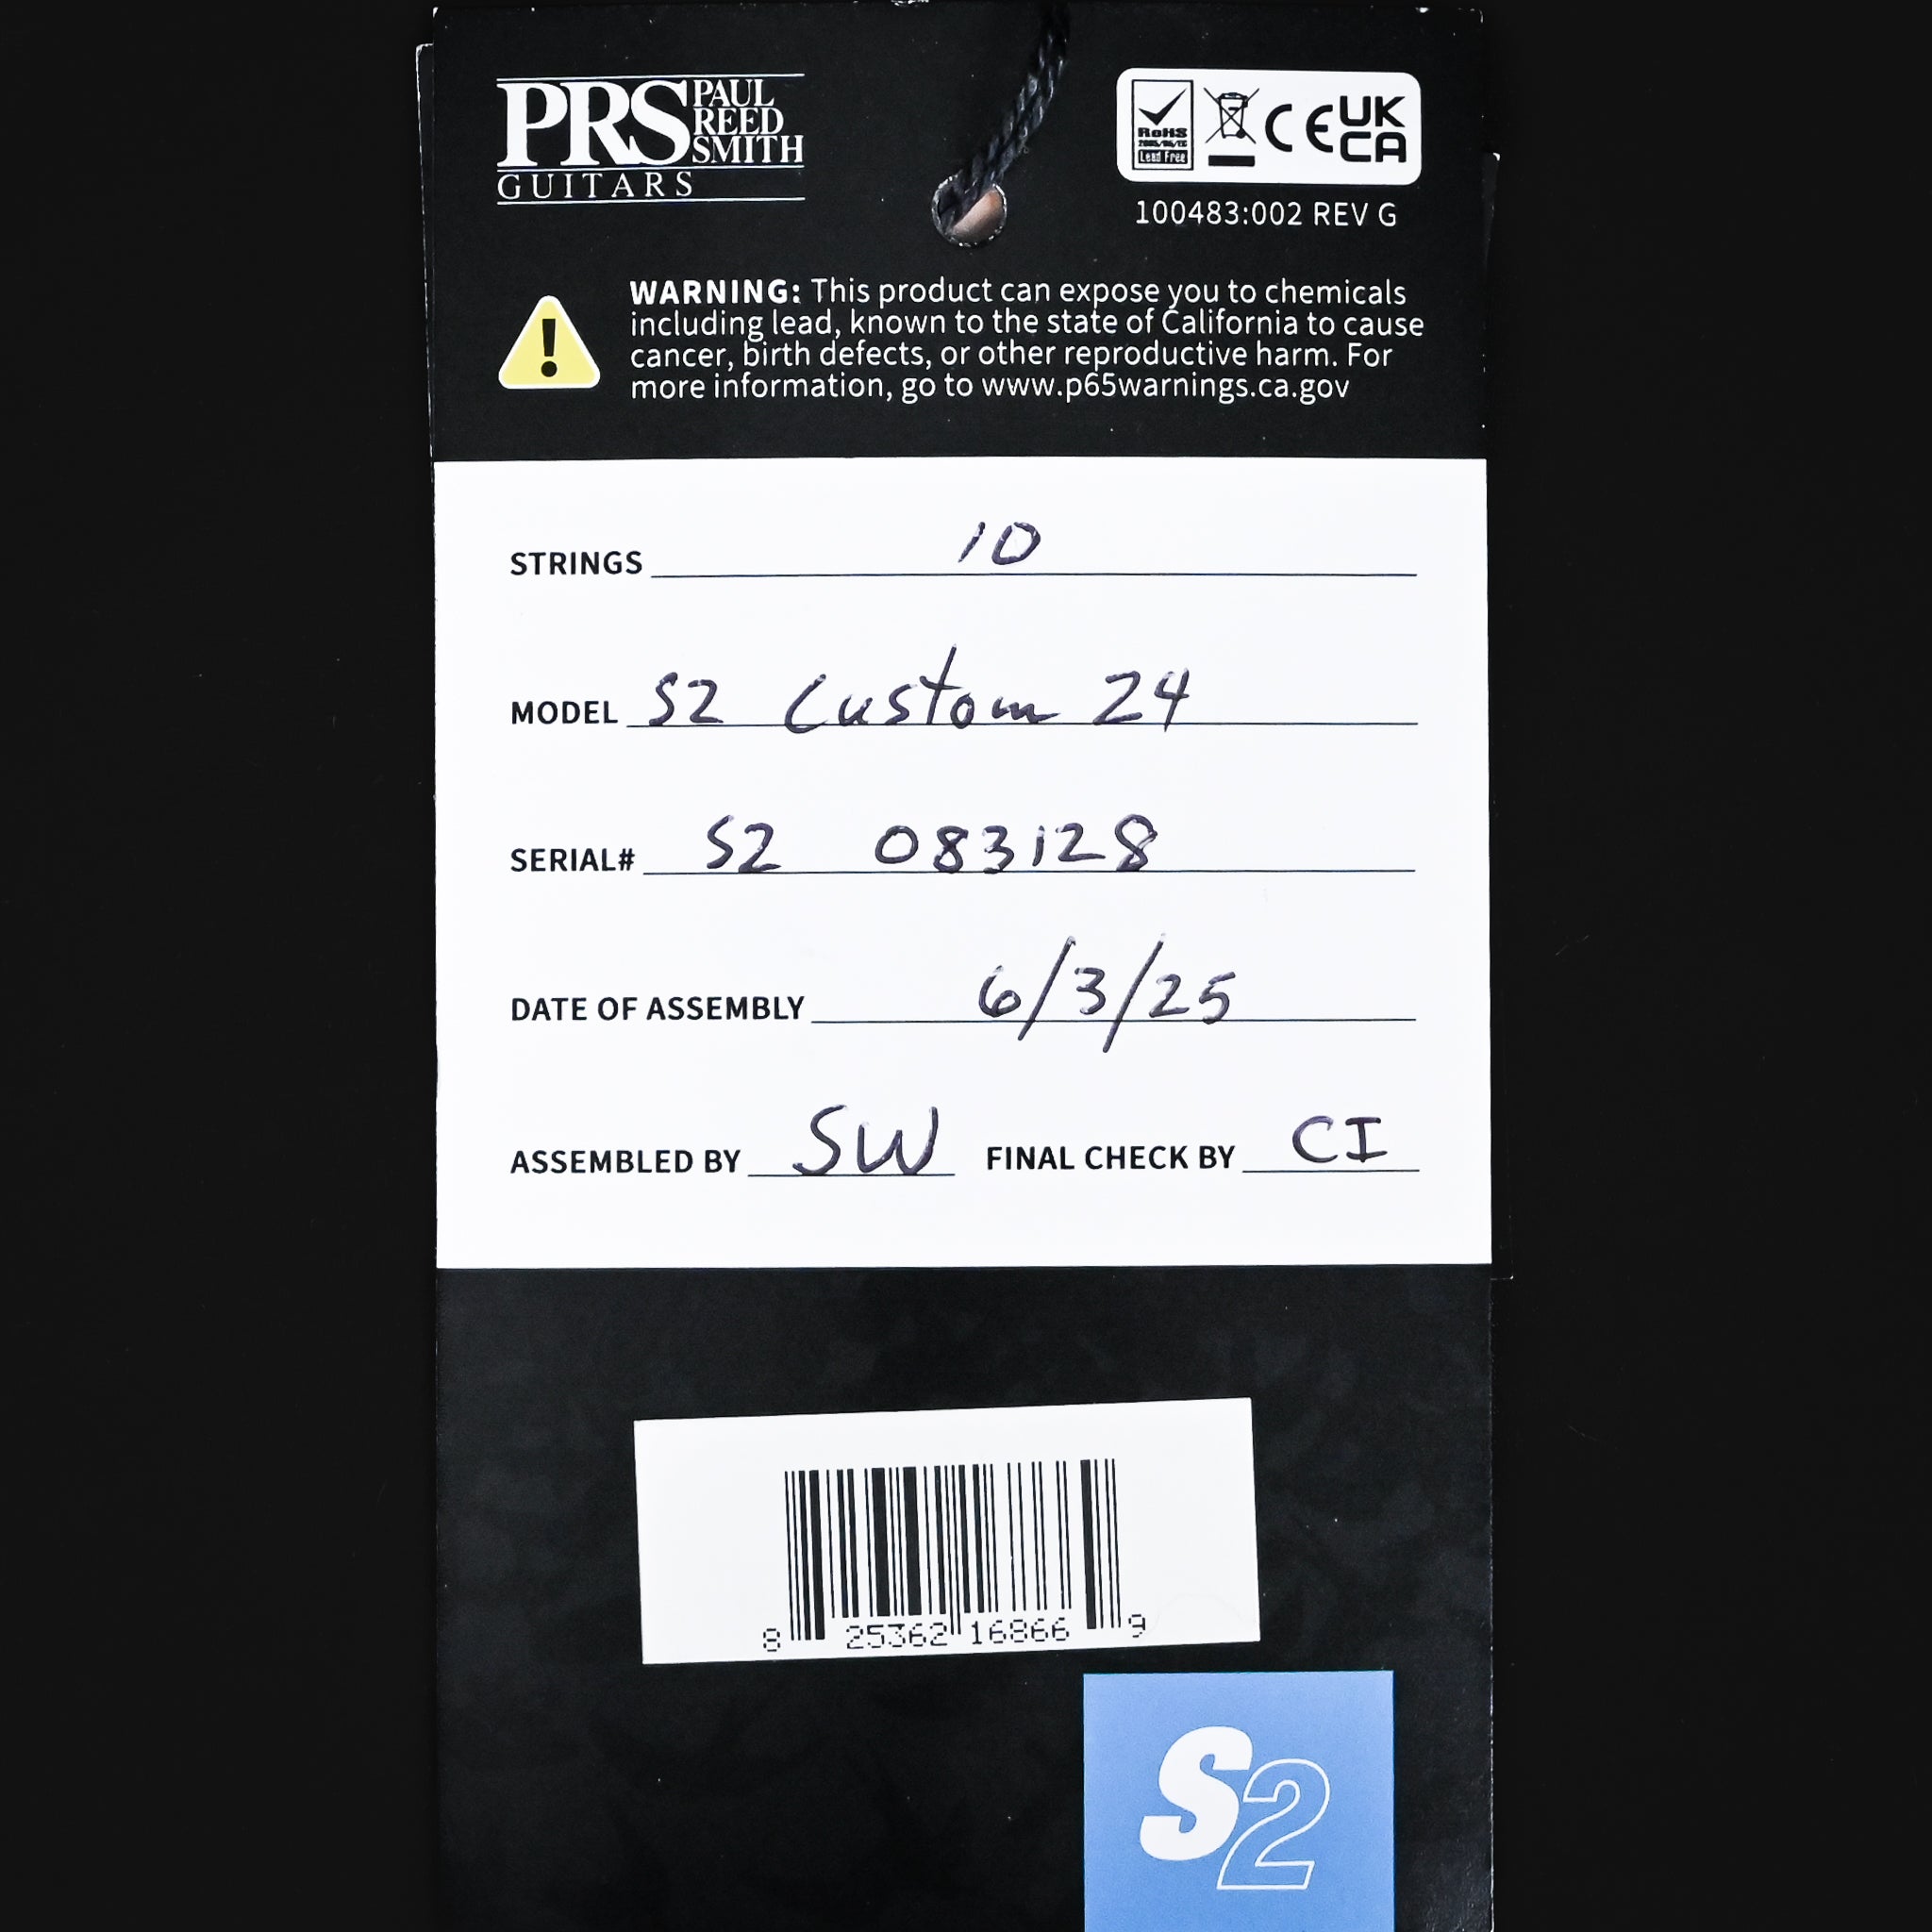 PRS PAUL REED SMITH
GUITARS
RoHS
2005/95/EC
Lead Free
CE UK CA
100483:002 REV G
WARNING: This product can expose you to chemicals
including lead, known to the state of California to cause
cancer, birth defects, or other reproductive harm. For
more information, go to www.p65warnings.ca.gov
STRINGS 10
MODEL S2 Custom 24
SERIAL# S2 083128
DATE OF ASSEMBLY 6/3/25
ASSEMBLED BY SW FINAL CHECK BY CI
8 25362 16866 9
S2